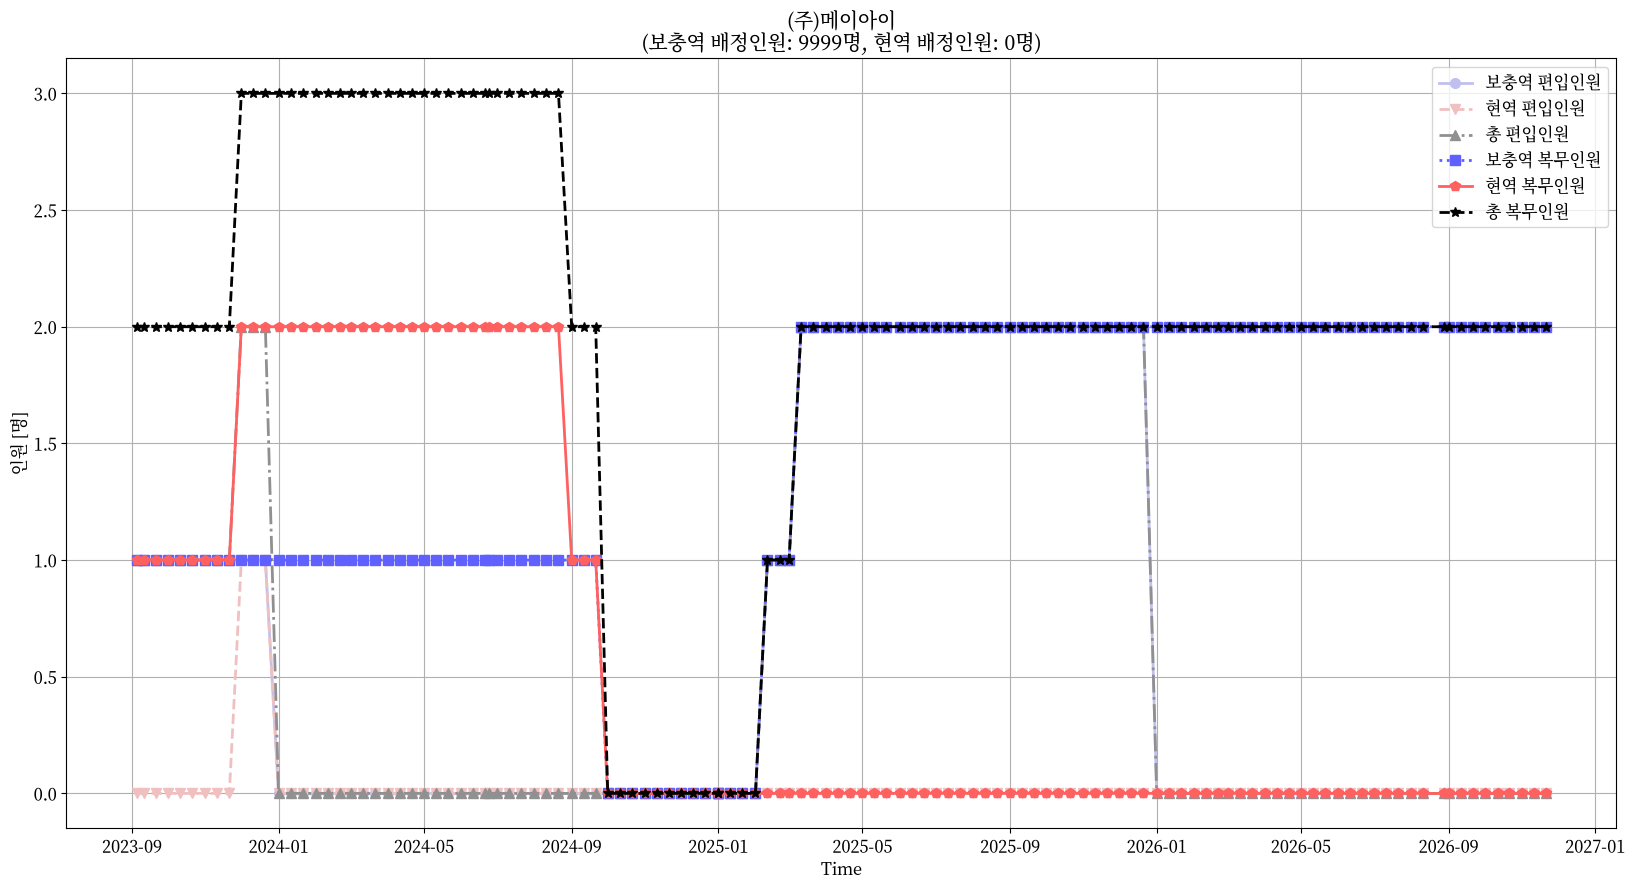 (주)메이아이
(보충역 배정인원: 9999명, 현역 배정인원: 0명)
보충역 편입인원
현역 편입인원
총 편입인원
보충역 복무인원
현역 복무인원
총 복무인원
인원 [명]
3.0
2.5
2.0
1.5
1.0
0.5
0.0
2023-09
2024-01
2024-05
2024-09
2025-01
2025-05
2025-09
2026-01
2026-05
2026-09
2027-01
Time